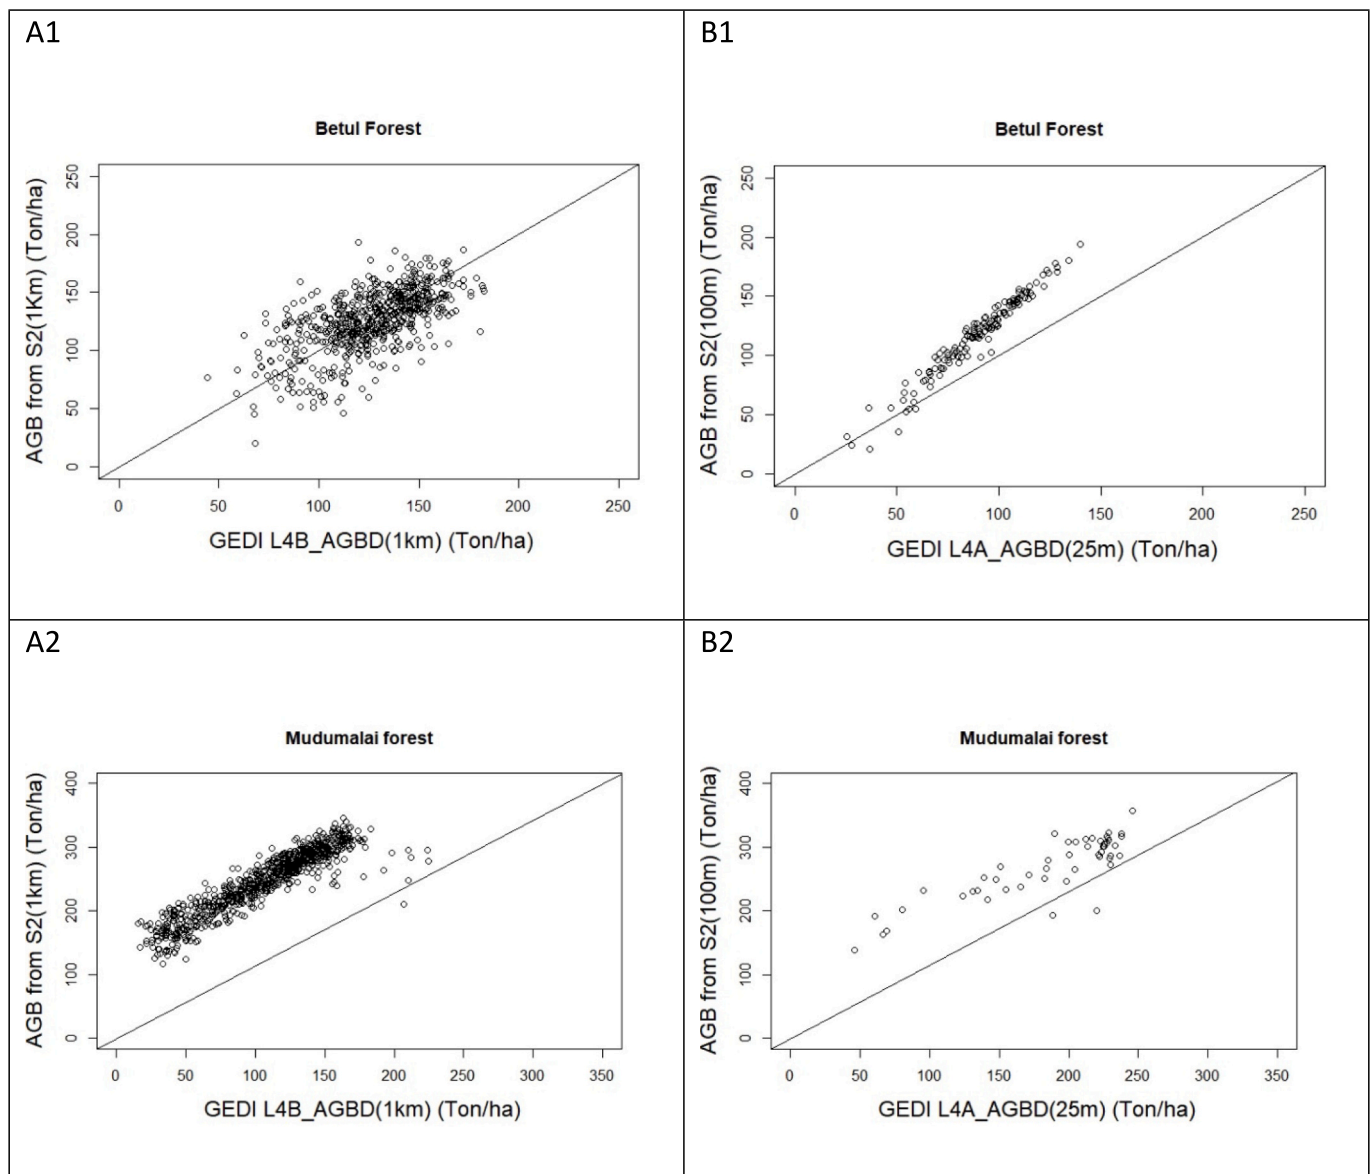 A1
Betul Forest
AGB from S2(1Km) (Ton/ha)
250
200
150
100
50
0
0 50 100 150 200 250
GEDI L4B_AGBD(1km) (Ton/ha)
B1
Betul Forest
AGB from S2(100m) (Ton/ha)
250
200
150
100
50
0
0 50 100 150 200 250
GEDI L4A_AGBD(25m) (Ton/ha)
A2
Mudumalai forest
AGB from S2(1km) (Ton/ha)
400
300
200
100
0
0 50 100 150 200 250 300 350
GEDI L4B_AGBD(1km) (Ton/ha)
B2
Mudumalai forest
AGB from S2(100m) (Ton/ha)
400
300
200
100
0
0 50 100 150 200 250 300 350
GEDI L4A_AGBD(25m) (Ton/ha)